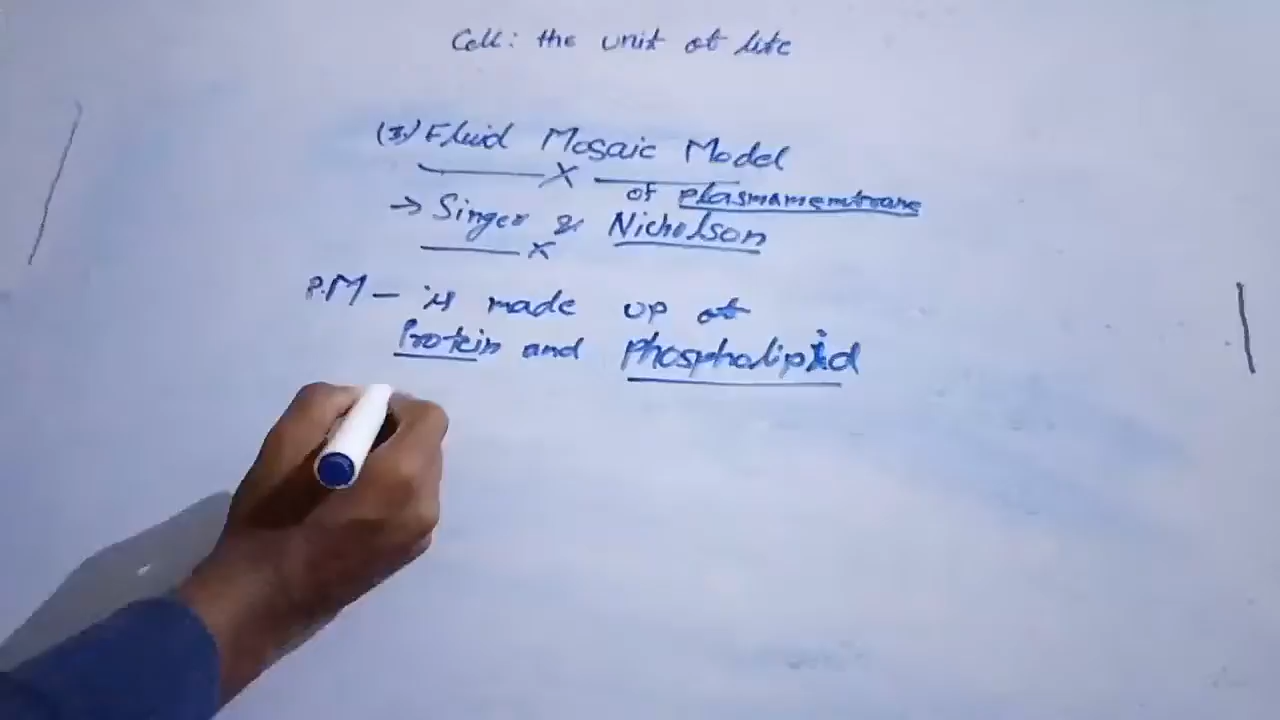 Cell: the unit of life
(I) Fluid Mosaic Model
of plasmamembrane
→ Singer & Nicholson
P.M – is made up of
Protein and Phospholipid